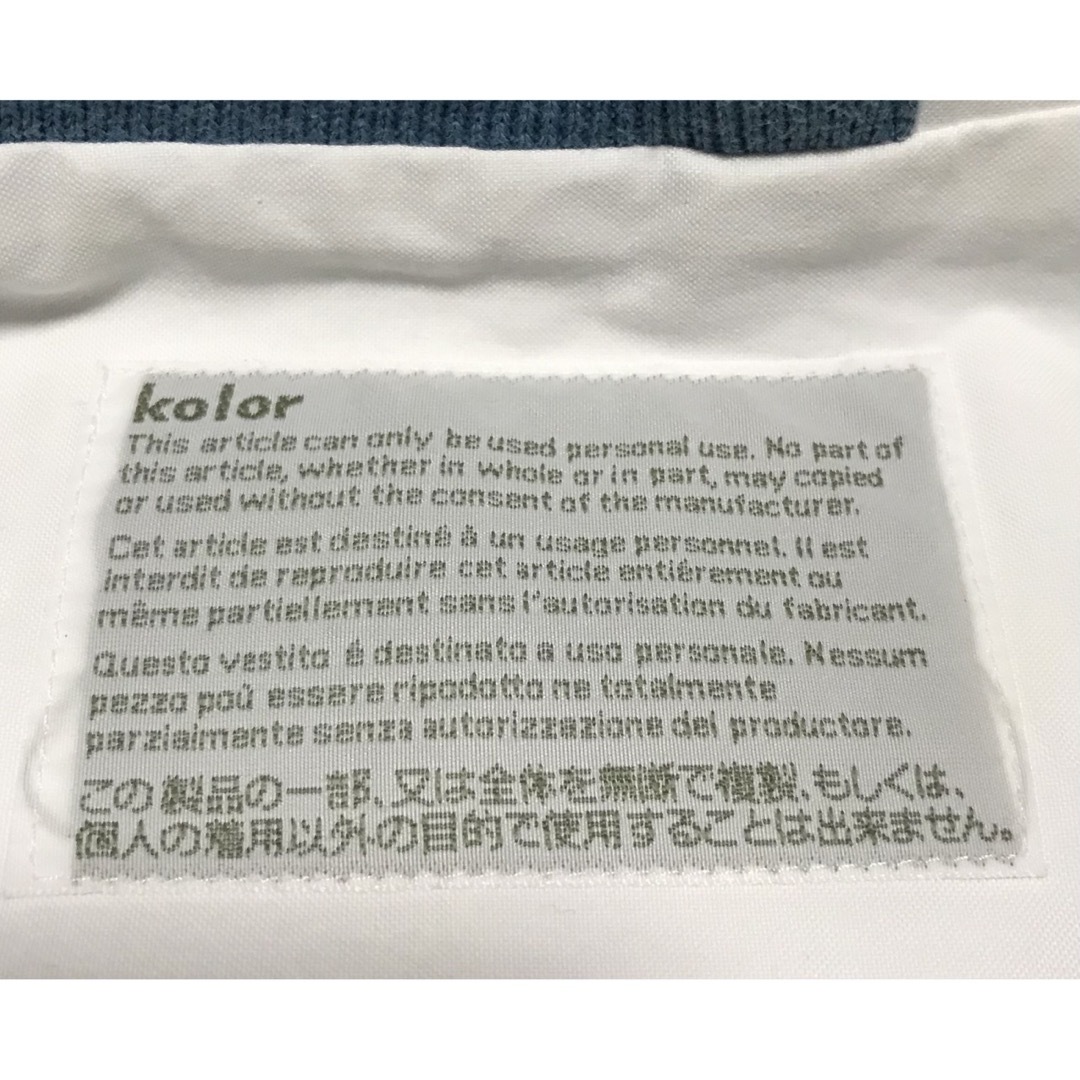 kolor
This article can only be used personal use. No part of
this article, whether in whole or in part, may copied
or used without the consent of the manufacturer.
Cet article est destiné à un usage personnel. Il est
interdit de reproduire cet article entiérement ou
même partiellement sans l'autorisation du fabricant.
Questo vestito é destinato a uso personale. Nessum
pezzo poú essere ripodotto ne totalmente
parzialmente senza autorizzazione del productore.
この製品の一部、又は全体を無断で複製、もしくは、
個人の着用以外の目的で使用することは出来ません。